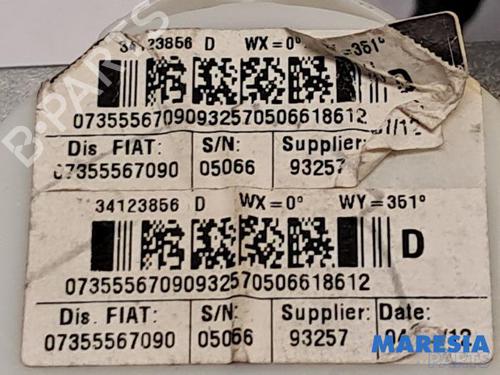 34123856 D WX=0° WY=351°
D
07355567090932570506618612
Dis. FIAT: S/N: Supplier:
07355567090 05066 93257
34123856 D WX=0° WY=351°
D
07355567090932570506618612
Dis. FIAT: S/N: Supplier: Date:
07355567090 05066 93257
B-PARTS
MARESIA